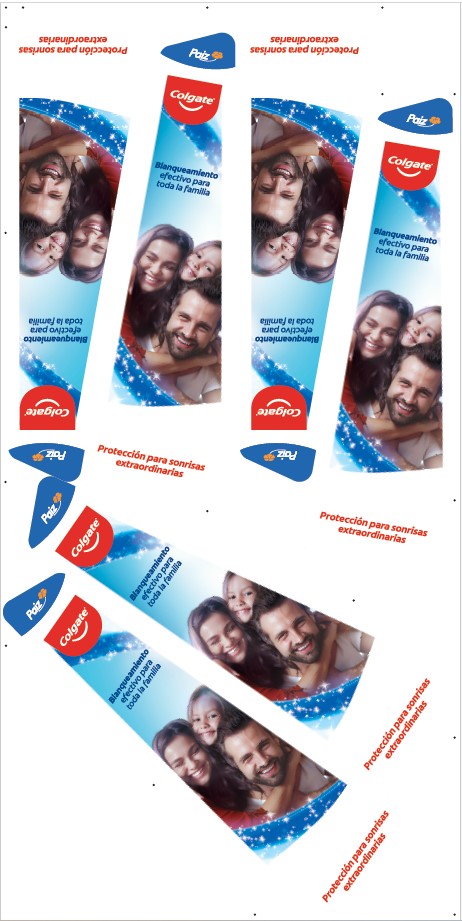 Protección para sonrisas
extraordinarias
Paiz
Protección para sonrisas
extraordinarias
Paiz
Colgate
Blanqueamiento
efectivo para
toda la familia
Colgate
Blanqueamiento
efectivo para
toda la familia
Blanqueamiento
efectivo para
toda la familia
Colgate
Blanqueamiento
efectivo para
toda la familia
Colgate
Paiz
Protección para sonrisas
extraordinarias
Paiz
Paiz
Colgate
Blanqueamiento
efectivo para
toda la familia
Protección para sonrisas
extraordinarias
Paiz
Colgate
Blanqueamiento
efectivo para
toda la familia
Protección para sonrisas
extraordinarias
Protección para sonrisas
extraordinarias